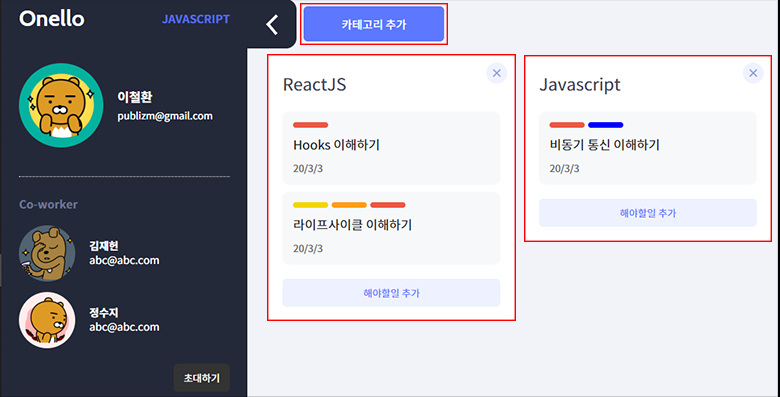 Onello
JAVASCRIPT
이철환
publizm@gmail.com
Co-worker
김재현
abc@abc.com
정수지
abc@abc.com
초대하기
카테고리 추가
ReactJS
Hooks 이해하기
20/3/3
라이프사이클 이해하기
20/3/3
해야할일 추가
Javascript
비동기 통신 이해하기
20/3/3
해야할일 추가